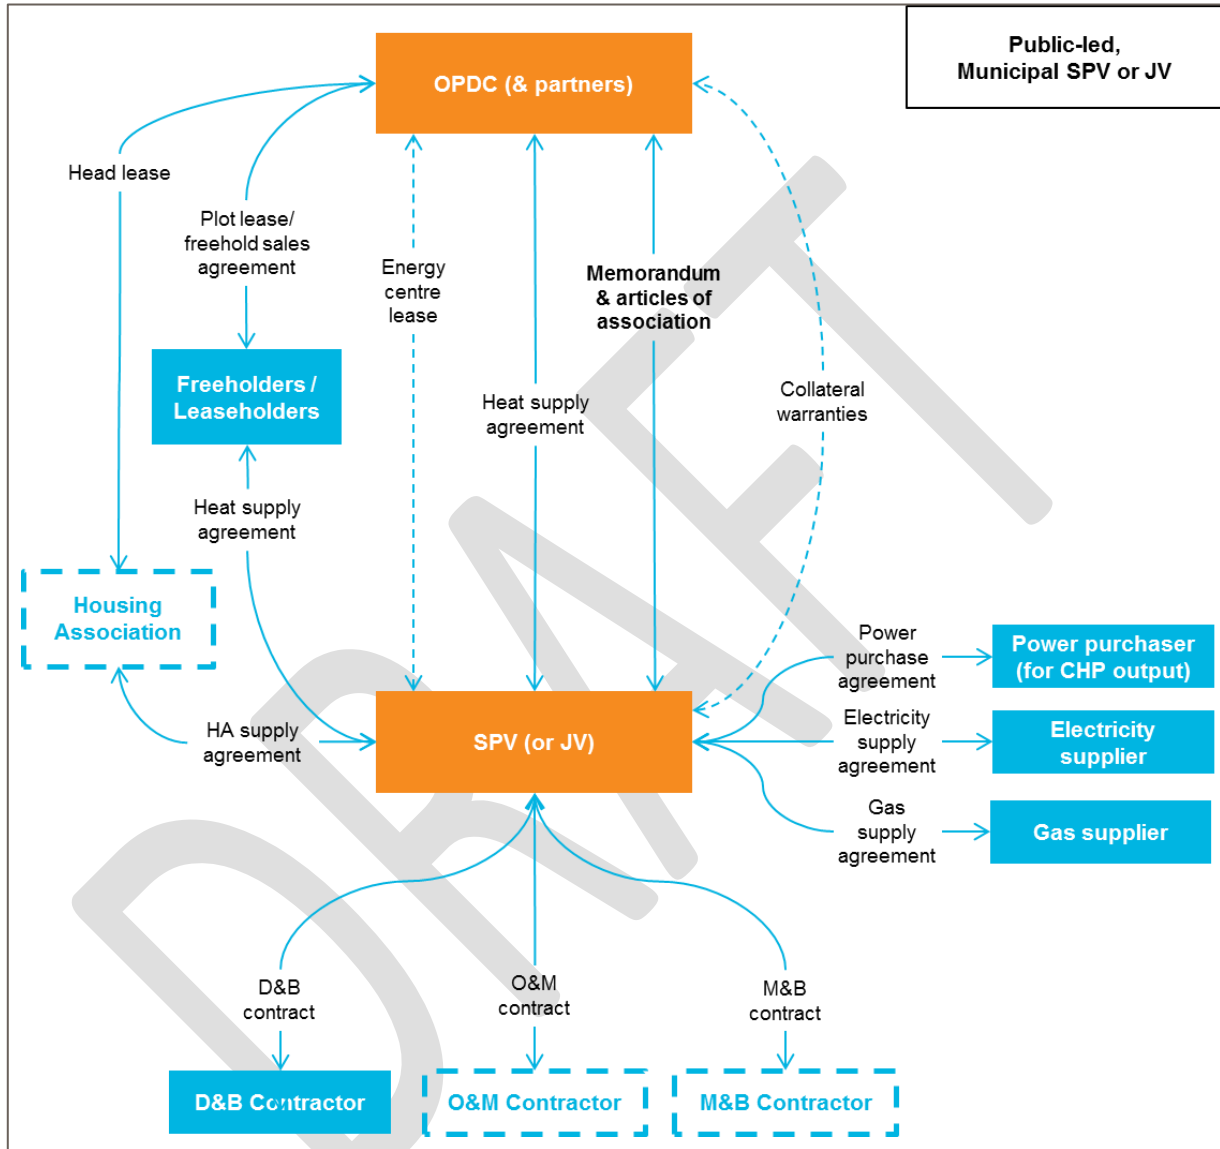 Public-led,
Municipal SPV or JV
OPDC (& partners)
Head lease
Plot lease/
freehold sales
agreement
Energy
centre
lease
Memorandum
& articles of
association
Heat supply
agreement
Collateral
warranties
Freeholders /
Leaseholders
Heat supply
agreement
Housing
Association
HA supply
agreement
SPV (or JV)
Power
purchase
agreement
Power purchaser
(for CHP output)
Electricity
supply
agreement
Electricity
supplier
Gas
supply
agreement
Gas supplier
D&B
contract
O&M
contract
M&B
contract
D&B Contractor
O&M Contractor
M&B Contractor
DRAFT